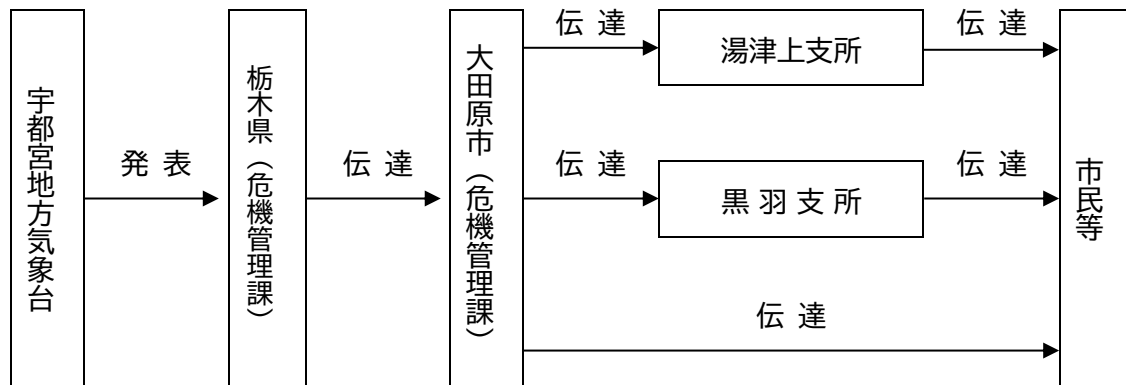 宇都宮地方気象台
発 表
栃木県（危機管理課）
伝 達
大田原市（危機管理課）
伝 達
湯津上支所
伝 達
伝 達
黒 羽 支 所
伝 達
伝 達
市民等